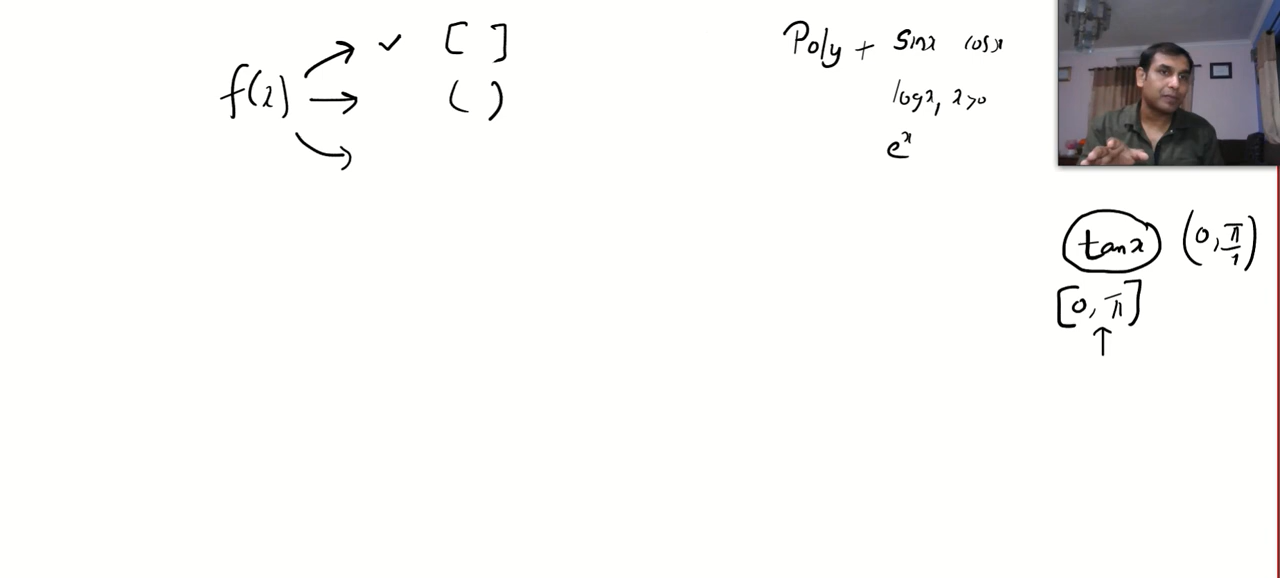 f(x) → ✓ [ ]
→ ( )
→
Poly + Sinx cosx
logx, x>0
e^x
tanx (0, π/1)
[0, π]
↑